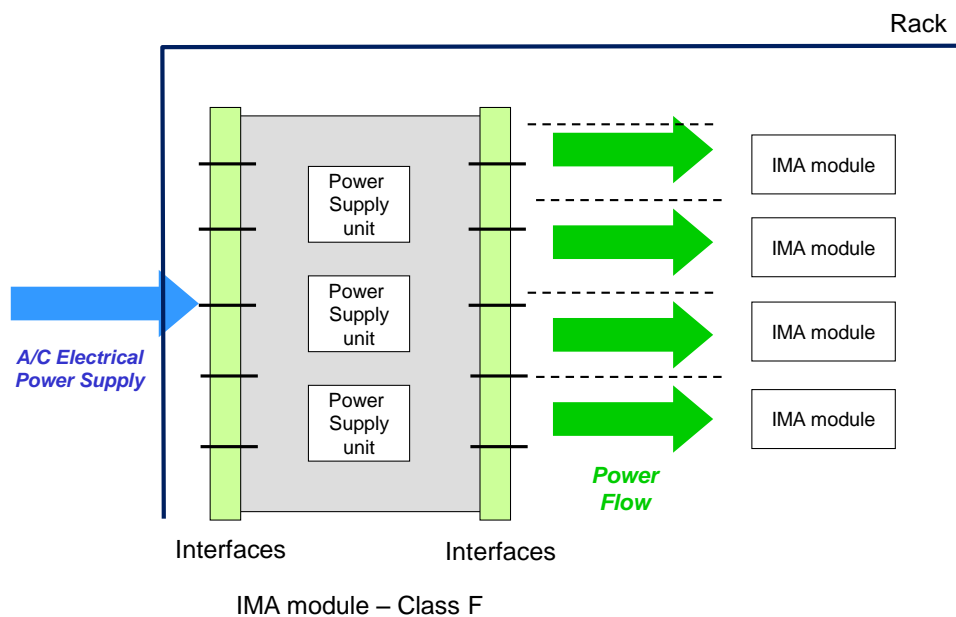 Rack
IMA module
Power
Supply
unit
IMA module
Power
Supply
unit
IMA module
A/C Electrical
Power Supply
Power
Supply
unit
IMA module
Power
Flow
Interfaces
Interfaces
IMA module – Class F